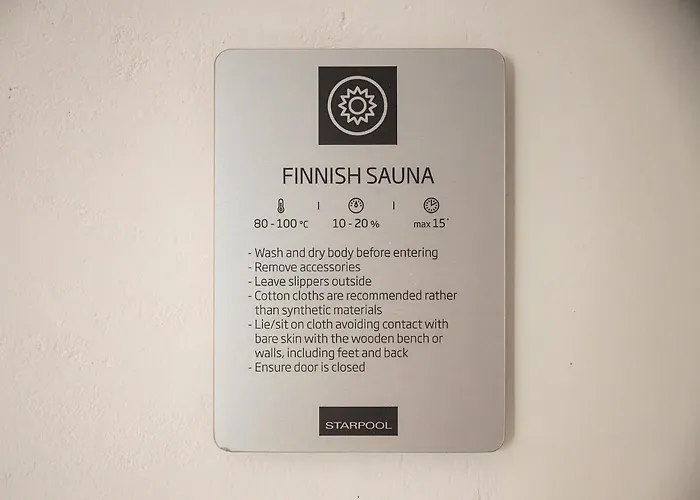 FINNISH SAUNA
80 - 100 °C | 10 - 20 % | max 15'
- Wash and dry body before entering
- Remove accessories
- Leave slippers outside
- Cotton cloths are recommended rather
than synthetic materials
- Lie/sit on cloth avoiding contact with
bare skin with the wooden bench or
walls, including feet and back
- Ensure door is closed
STARPOOL